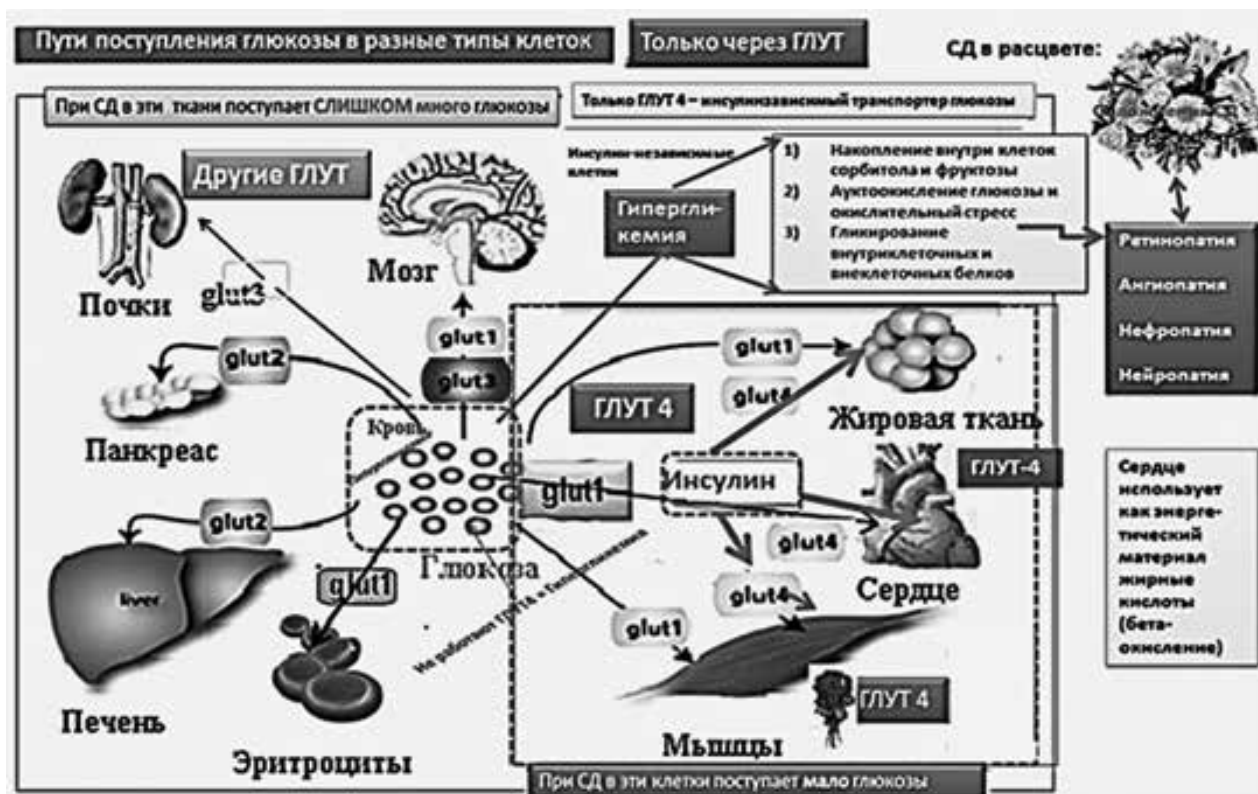 Пути поступления глюкозы в разные типы клеток
Только через ГЛУТ
СД в расцвете:
При СД в эти ткани поступает СЛИШКОМ много глюкозы
Только ГЛУТ 4 – инсулинзависимый транспортер глюкозы
Другие ГЛУТ
Инсулин-независимые
клетки
Гипергли-
кемия
1) Накопление внутри клеток
сорбитола и фруктозы
2) Ауктоокисление глюкозы и
окислительный стресс
3) Гликирование
внутриклеточных и
внеклеточных белков
Ретинопатия
Ангиопатия
Нефропатия
Нейропатия
Почки
glut3
Мозг
glut1
glut3
glut2
Панкреас
Кровь
glut1
glut4
ГЛУТ 4
Жировая ткань
glut1
Инсулин
ГЛУТ-4
glut2
liver
Печень
Глюкоза
glut1
Эритроциты
Не работают
glut4
Сердце
glut4
glut1
ГЛУТ 4
Мышцы
Сердце
использует
как энерге-
тический
материал
жирные
кислоты
(бета-
окисление)
При СД в эти клетки поступает мало глюкозы